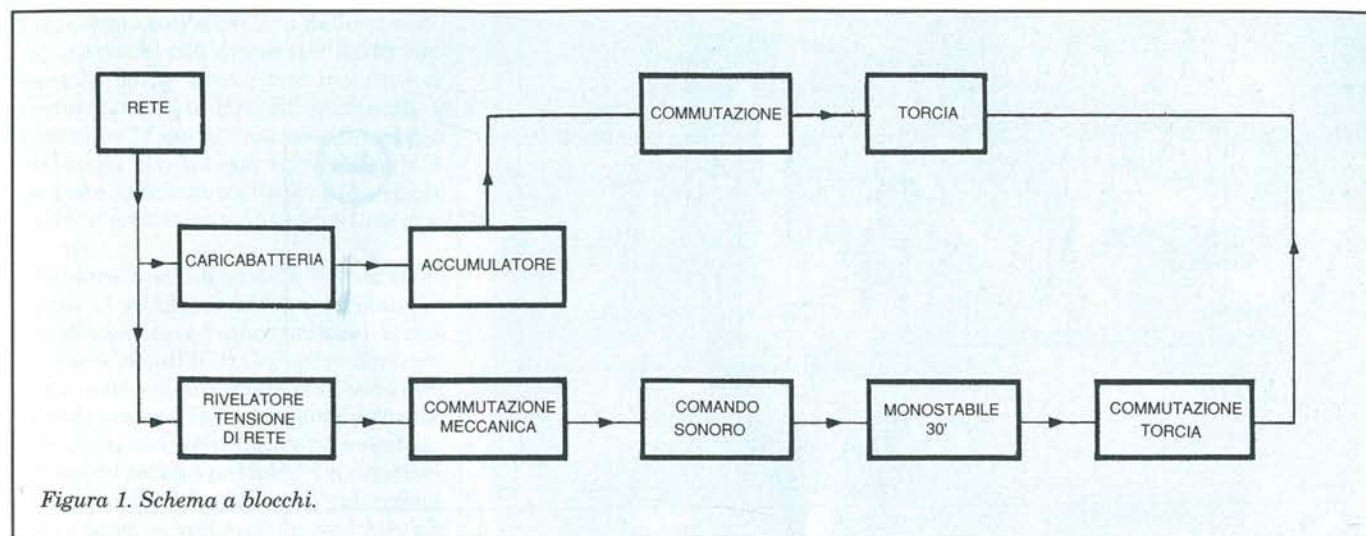 RETE
COMMUTAZIONE
TORCIA
CARICABATTERIA
ACCUMULATORE
RIVELATORE
TENSIONE
DI RETE
COMMUTAZIONE
MECCANICA
COMANDO
SONORO
MONOSTABILE
30'
COMMUTAZIONE
TORCIA
Figura 1. Schema a blocchi.